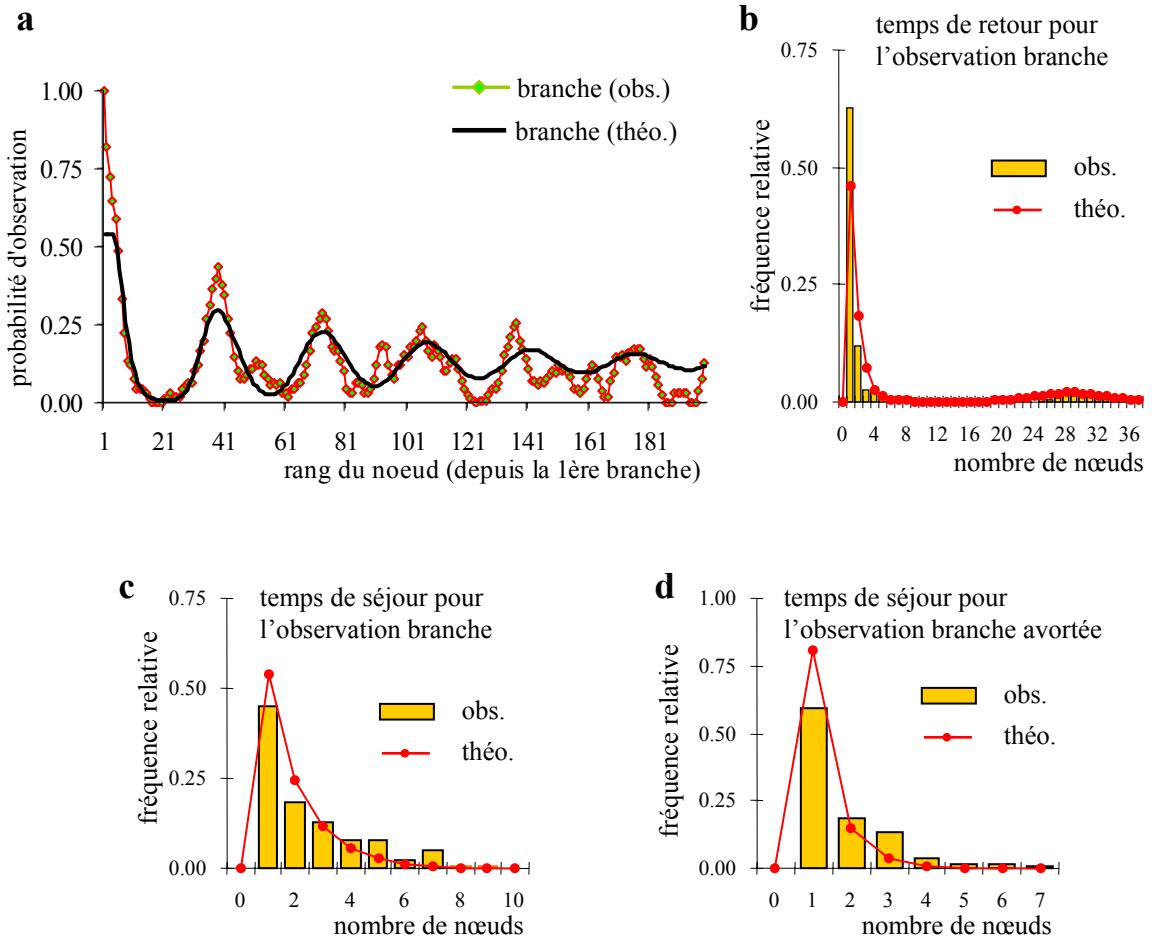 a
1.00
0.75
0.50
0.25
0.00
probabilité d'observation
branche (obs.)
branche (théo.)
1 21 41 61 81 101 121 141 161 181
rang du noeud (depuis la 1ère branche)
b
temps de retour pour
l'observation branche
0.75
0.50
0.25
0.00
fréquence relative
obs.
théo.
0 4 8 12 16 20 24 28 32 36
nombre de nœuds
c
temps de séjour pour
l'observation branche
0.75
0.50
0.25
0.00
fréquence relative
obs.
théo.
0 2 4 6 8 10
nombre de nœuds
d
temps de séjour pour
l'observation branche avortée
1.00
0.75
0.50
0.25
0.00
fréquence relative
obs.
théo.
0 1 2 3 4 5 6 7
nombre de nœuds